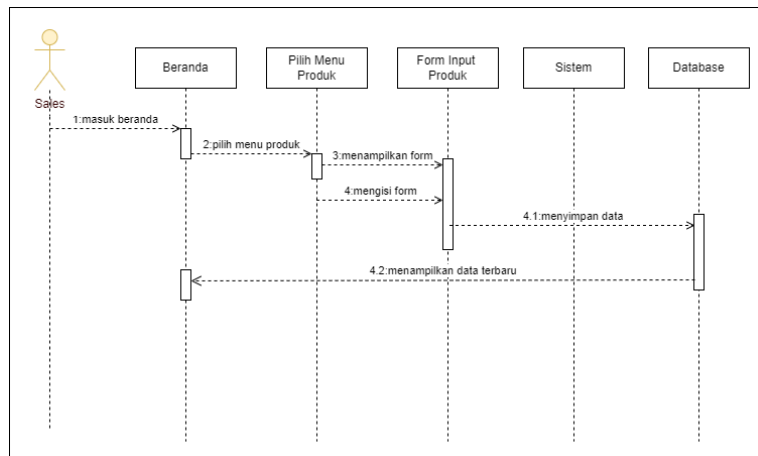 Sales
Beranda
Pilih Menu
Produk
Form Input
Produk
Sistem
Database
1:masuk beranda
2:pilih menu produk
3:menampilkan form
4:mengisi form
4.1:menyimpan data
4.2:menampilkan data terbaru